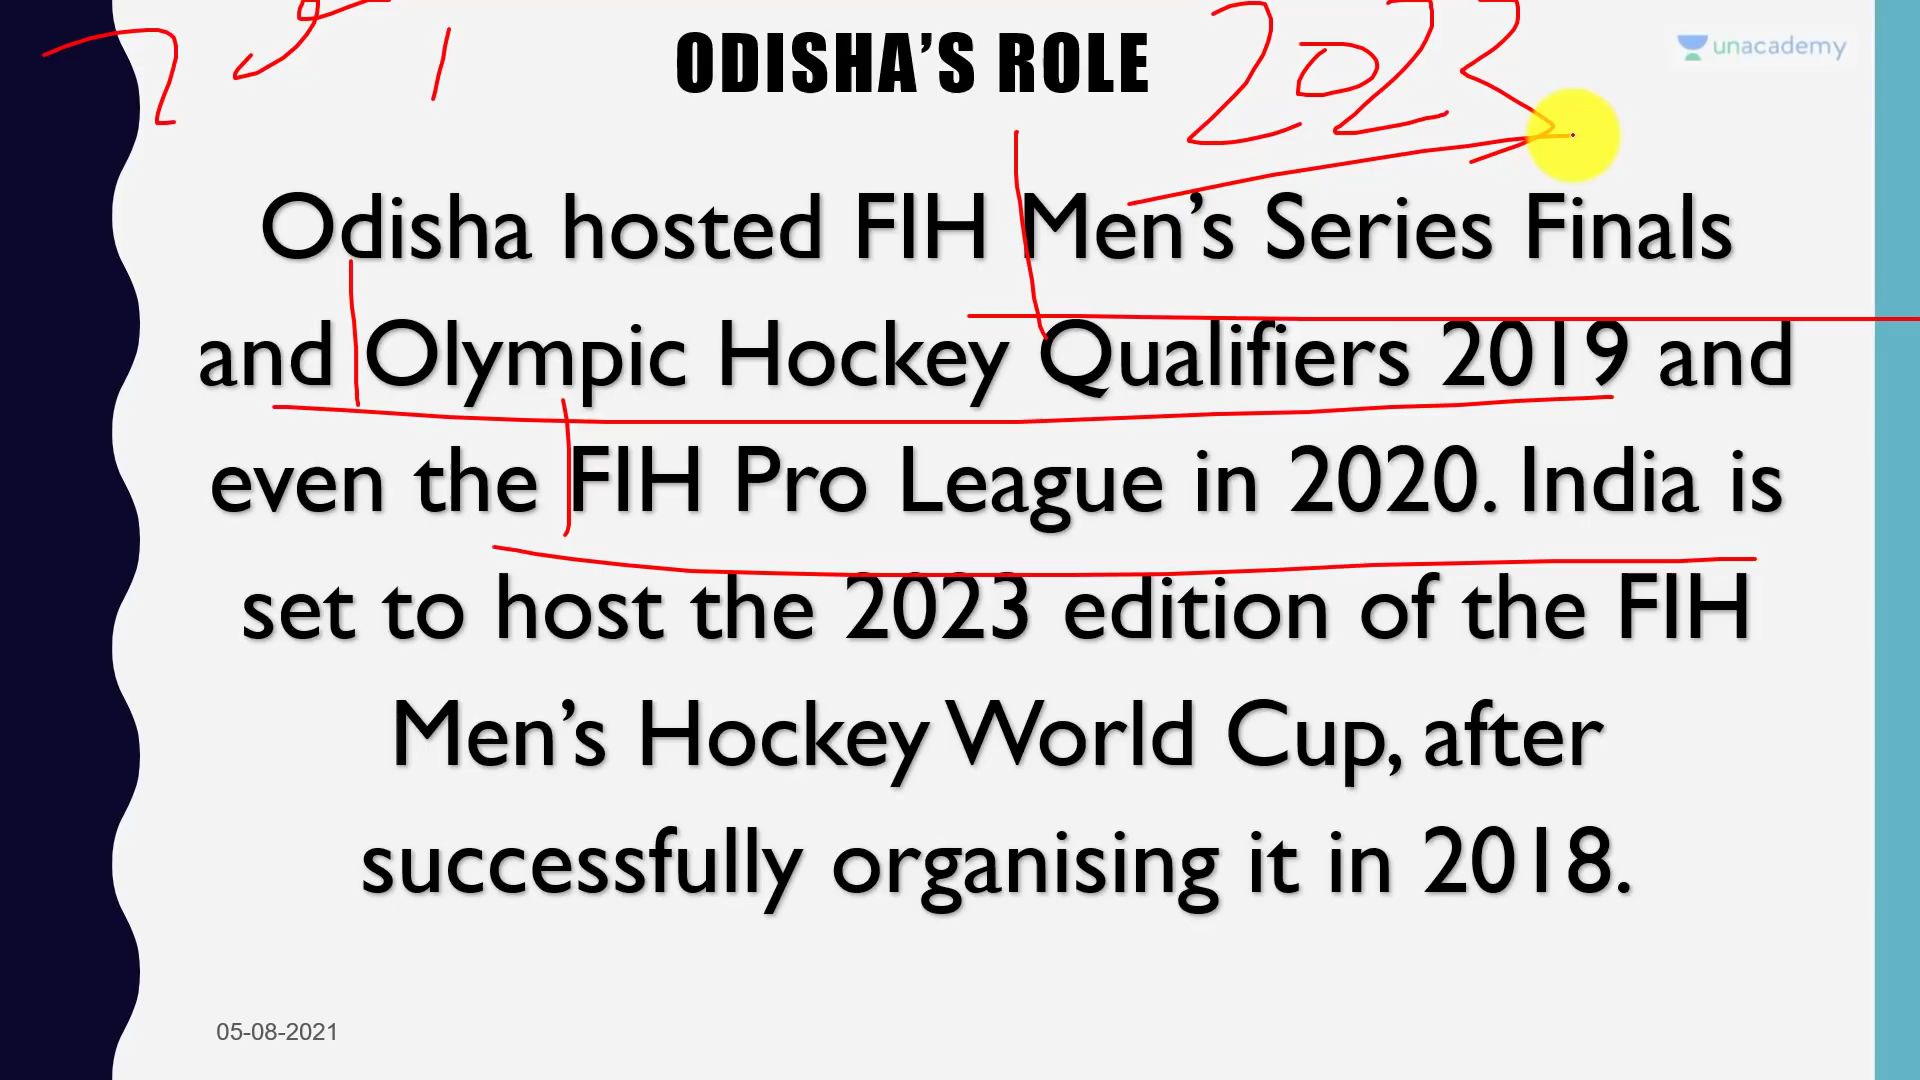 ODISHA'S ROLE
2023
unacademy
Odisha hosted FIH Men's Series Finals
and Olympic Hockey Qualifiers 2019 and
even the FIH Pro League in 2020. India is
set to host the 2023 edition of the FIH
Men's Hockey World Cup, after
successfully organising it in 2018.
05-08-2021